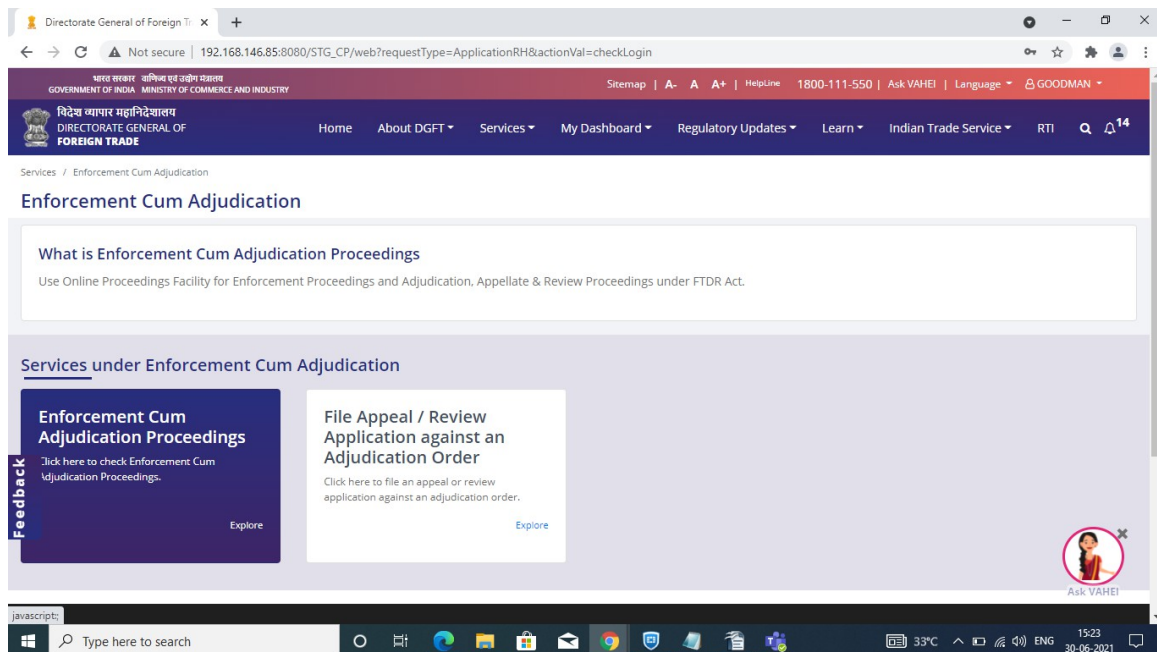 Directorate General of Foreign Tr
Not secure | 192.168.146.85:8080/STG_CP/web?requestType=ApplicationRH&actionVal=checkLogin
भारत सरकार वाणिज्य एवं उद्योग मंत्रालय
GOVERNMENT OF INDIA MINISTRY OF COMMERCE AND INDUSTRY
Sitemap | A- A A+ | HelpLine 1800-111-550 | Ask VAHEI | Language GOODMAN
विदेश व्यापार महानिदेशालय
DIRECTORATE GENERAL OF
FOREIGN TRADE
Home About DGFT Services My Dashboard Regulatory Updates Learn Indian Trade Service RTI 14
Services / Enforcement Cum Adjudication
Enforcement Cum Adjudication
What is Enforcement Cum Adjudication Proceedings
Use Online Proceedings Facility for Enforcement Proceedings and Adjudication, Appellate & Review Proceedings under FTDR Act.
Services under Enforcement Cum Adjudication
Enforcement Cum
Adjudication Proceedings
Click here to check Enforcement Cum
Adjudication Proceedings.
Explore
File Appeal / Review
Application against an
Adjudication Order
Click here to file an appeal or review
application against an adjudication order.
Explore
Feedback
Ask VAHEI
javascript:;
Type here to search
33°C ENG
15:23
30-06-2021